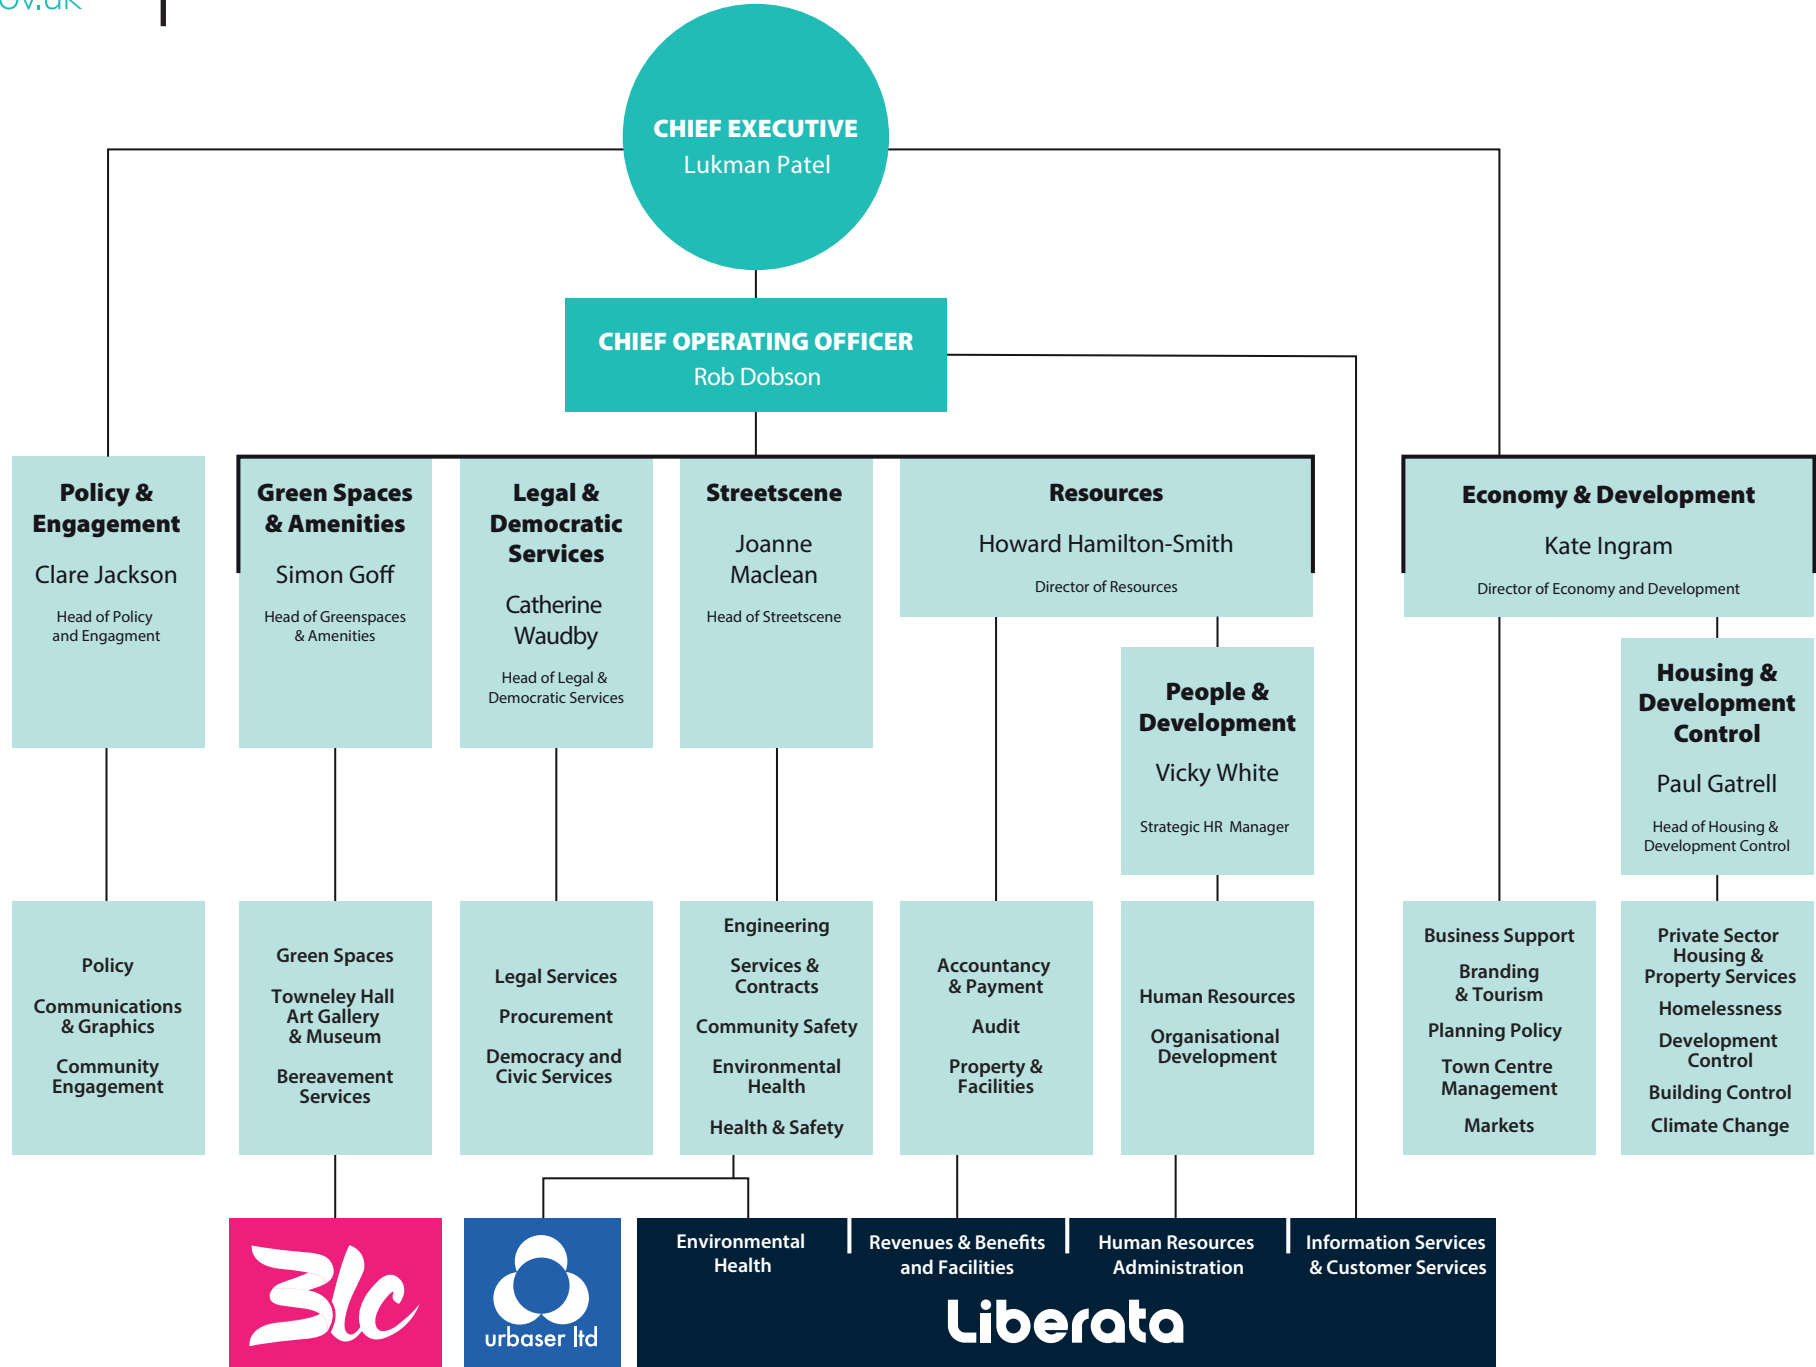 ov.uk
CHIEF EXECUTIVE
Lukman Patel
CHIEF OPERATING OFFICER
Rob Dobson
Policy &
Engagement
Clare Jackson
Head of Policy
and Engagment
Green Spaces
& Amenities
Simon Goff
Head of Greenspaces
& Amenities
Legal &
Democratic
Services
Catherine
Waudby
Head of Legal &
Democratic Services
Streetscene
Joanne
Maclean
Head of Streetscene
Resources
Howard Hamilton-Smith
Director of Resources
Economy & Development
Kate Ingram
Director of Economy and Development
People &
Development
Vicky White
Strategic HR Manager
Housing &
Development
Control
Paul Gatrell
Head of Housing &
Development Control
Policy
Communications
& Graphics
Community
Engagement
Green Spaces
Towneley Hall
Art Gallery
& Museum
Bereavement
Services
Legal Services
Procurement
Democracy and
Civic Services
Engineering
Services &
Contracts
Community Safety
Environmental
Health
Health & Safety
Accountancy
& Payment
Audit
Property &
Facilities
Human Resources
Organisational
Development
Business Support
Branding
& Tourism
Planning Policy
Town Centre
Management
Markets
Private Sector
Housing &
Property Services
Homelessness
Development
Control
Building Control
Climate Change
Blc
urbaser ltd
Environmental
Health
Revenues & Benefits
and Facilities
Human Resources
Administration
Information Services
& Customer Services
Liberata